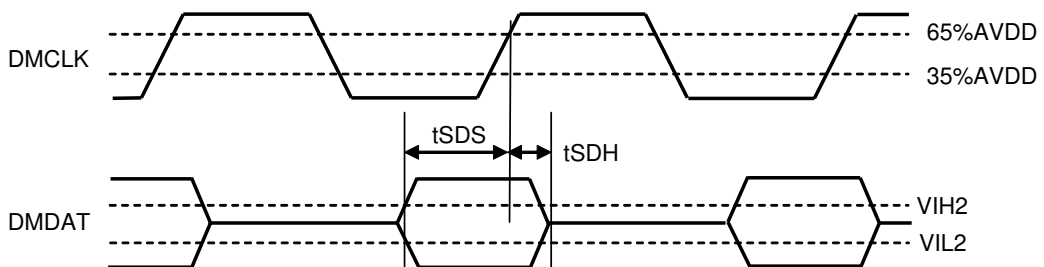 DMCLK
65%AVDD
35%AVDD
tSDS
tSDH
DMDAT
VIH2
VIL2